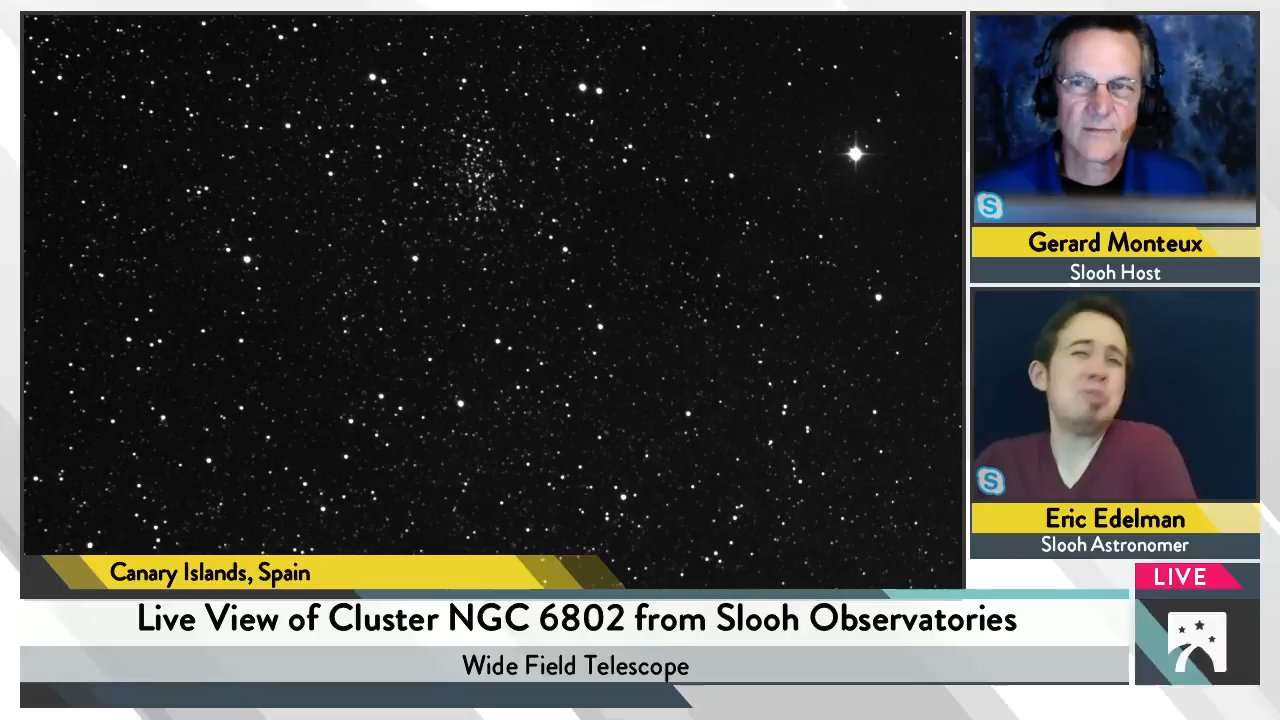 Gerard Monteux
Slooh Host
Eric Edelman
Slooh Astronomer
Canary Islands, Spain
LIVE
Live View of Cluster NGC 6802 from Slooh Observatories
Wide Field Telescope